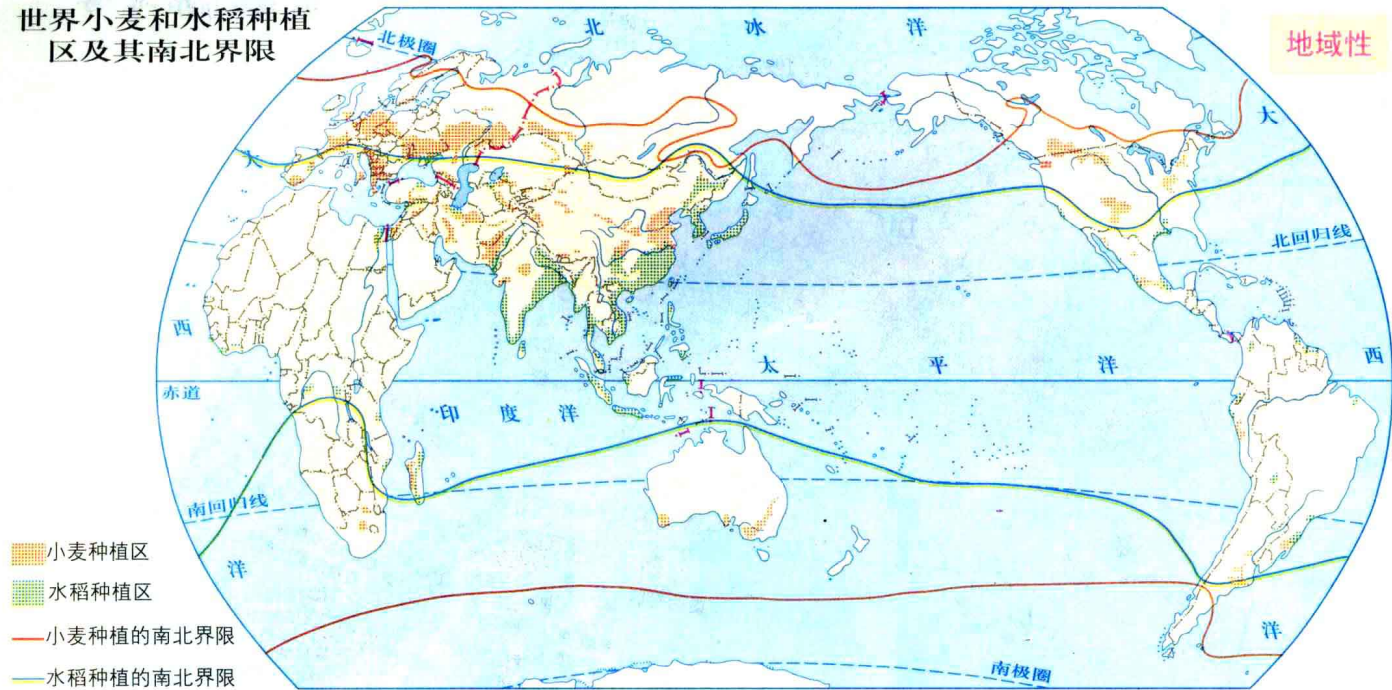 世界小麦和水稻种植
区及其南北界限
地域性
北冰洋
北极圈
大
大
北回归线
西
太平洋
西
赤道
印度洋
南回归线
洋
洋
南极圈
小麦种植区
水稻种植区
小麦种植的南北界限
水稻种植的南北界限